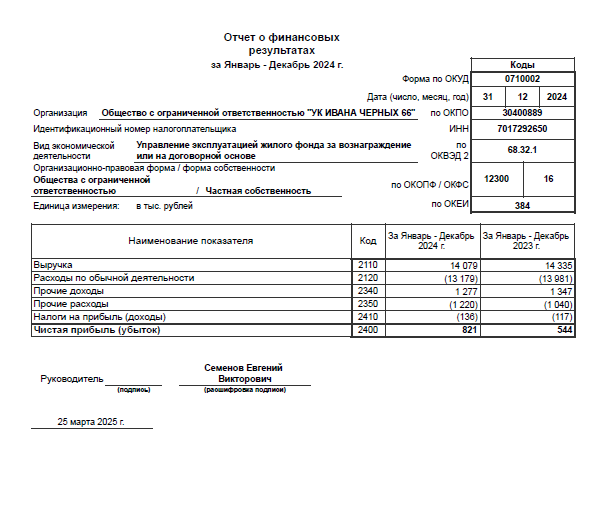 Отчет о финансовых
результатах
за Январь - Декабрь 2024 г.
Коды
Форма по ОКУД 0710002
Дата (число, месяц, год) 31 12 2024
Организация Общество с ограниченной ответственностью "УК ИВАНА ЧЕРНЫХ 66" по ОКПО 30400889
Идентификационный номер налогоплательщика ИНН 7017292650
Вид экономической деятельности Управление эксплуатацией жилого фонда за вознаграждение или на договорной основе по ОКВЭД 2 68.32.1
Организационно-правовая форма / форма собственности
Общества с ограниченной ответственностью / Частная собственность по ОКОПФ / ОКФС 12300 16
Единица измерения: в тыс. рублей по ОКЕИ 384
Наименование показателя Код За Январь - Декабрь 2024 г. За Январь - Декабрь 2023 г.
Выручка 2110 14 079 14 335
Расходы по обычной деятельности 2120 (13 179) (13 981)
Прочие доходы 2340 1 277 1 347
Прочие расходы 2350 (1 220) (1 040)
Налоги на прибыль (доходы) 2410 (136) (117)
Чистая прибыль (убыток) 2400 821 544
Семенов Евгений
Руководитель Викторович
(подпись) (расшифровка подписи)
25 марта 2025 г.